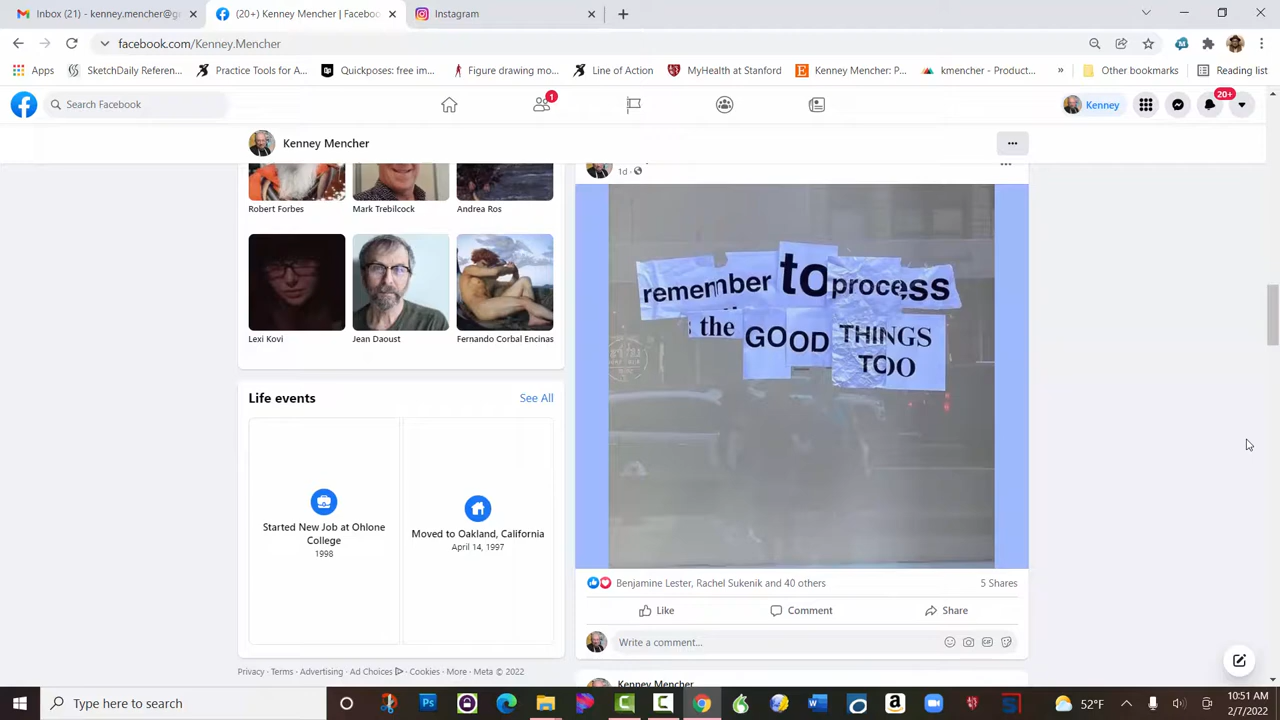 Inbox (21) - kenney.mencher@g
(20+) Kenney Mencher | Facebo
Instagram
facebook.com/Kenney.Mencher
Apps
SketchDaily Referen...
Practice Tools for A...
Quickposes: free im...
Figure drawing mo...
Line of Action
MyHealth at Stanford
Kenney Mencher: P...
kmencher - Product...
»
Other bookmarks
Reading list
Search Facebook
1
Kenney
20+
Kenney Mencher
Robert Forbes
Mark Trebilcock
Andrea Ros
Lexi Kovi
Jean Daoust
Fernando Corbal Encinas
Life events
See All
Started New Job at Ohlone
College
1998
Moved to Oakland, California
April 14, 1997
Privacy · Terms · Advertising · Ad Choices · Cookies · More · Meta © 2022
1d ·
remember to process
the GOOD THINGS
TOO
Benjamine Lester, Rachel Sukenik and 40 others
5 Shares
Like
Comment
Share
Write a comment...
GIF
Kenney Mencher
Type here to search
Ps
52°F
10:51 AM
2/7/2022